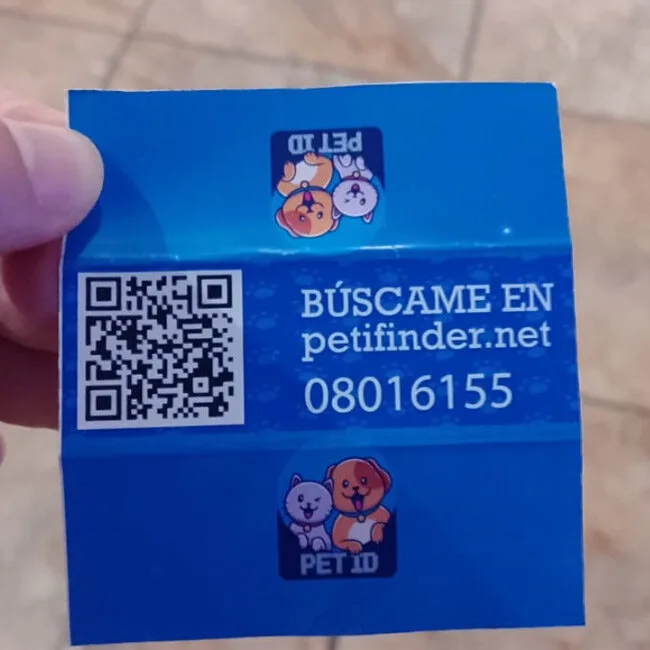 PET ID
BÚSCAME EN
petifinder.net
08016155
PET ID